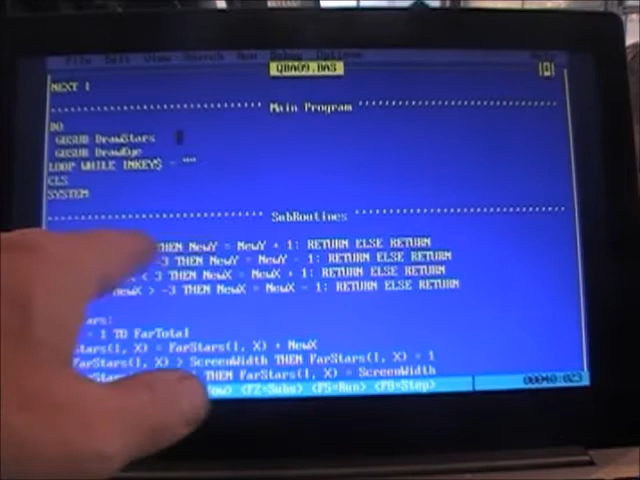 File Edit View Search Run Debug Options Help
QBA09.BAS
NEXT I
Main Program
DO
GOSUB DrawStars
GOSUB DrawEye
LOOP WHILE INKEY$ = ""
CLS
SYSTEM
SubRoutines
THEN NewY = NewY + 1: RETURN ELSE RETURN
-3 THEN NewY = NewY - 1: RETURN ELSE RETURN
< 3 THEN NewX = NewX + 1: RETURN ELSE RETURN
NewX > -3 THEN NewX = NewX - 1: RETURN ELSE RETURN
ars:
= 1 TO FarTotal
Stars(1, X) = FarStars(1, X) + NewX
FarStars(1, X) > ScreenWidth THEN FarStars(1, X) = 1
THEN FarStars(1, X) = ScreenWidth
<F2=Subs> <F5=Run> <F8=Step> 00040:023